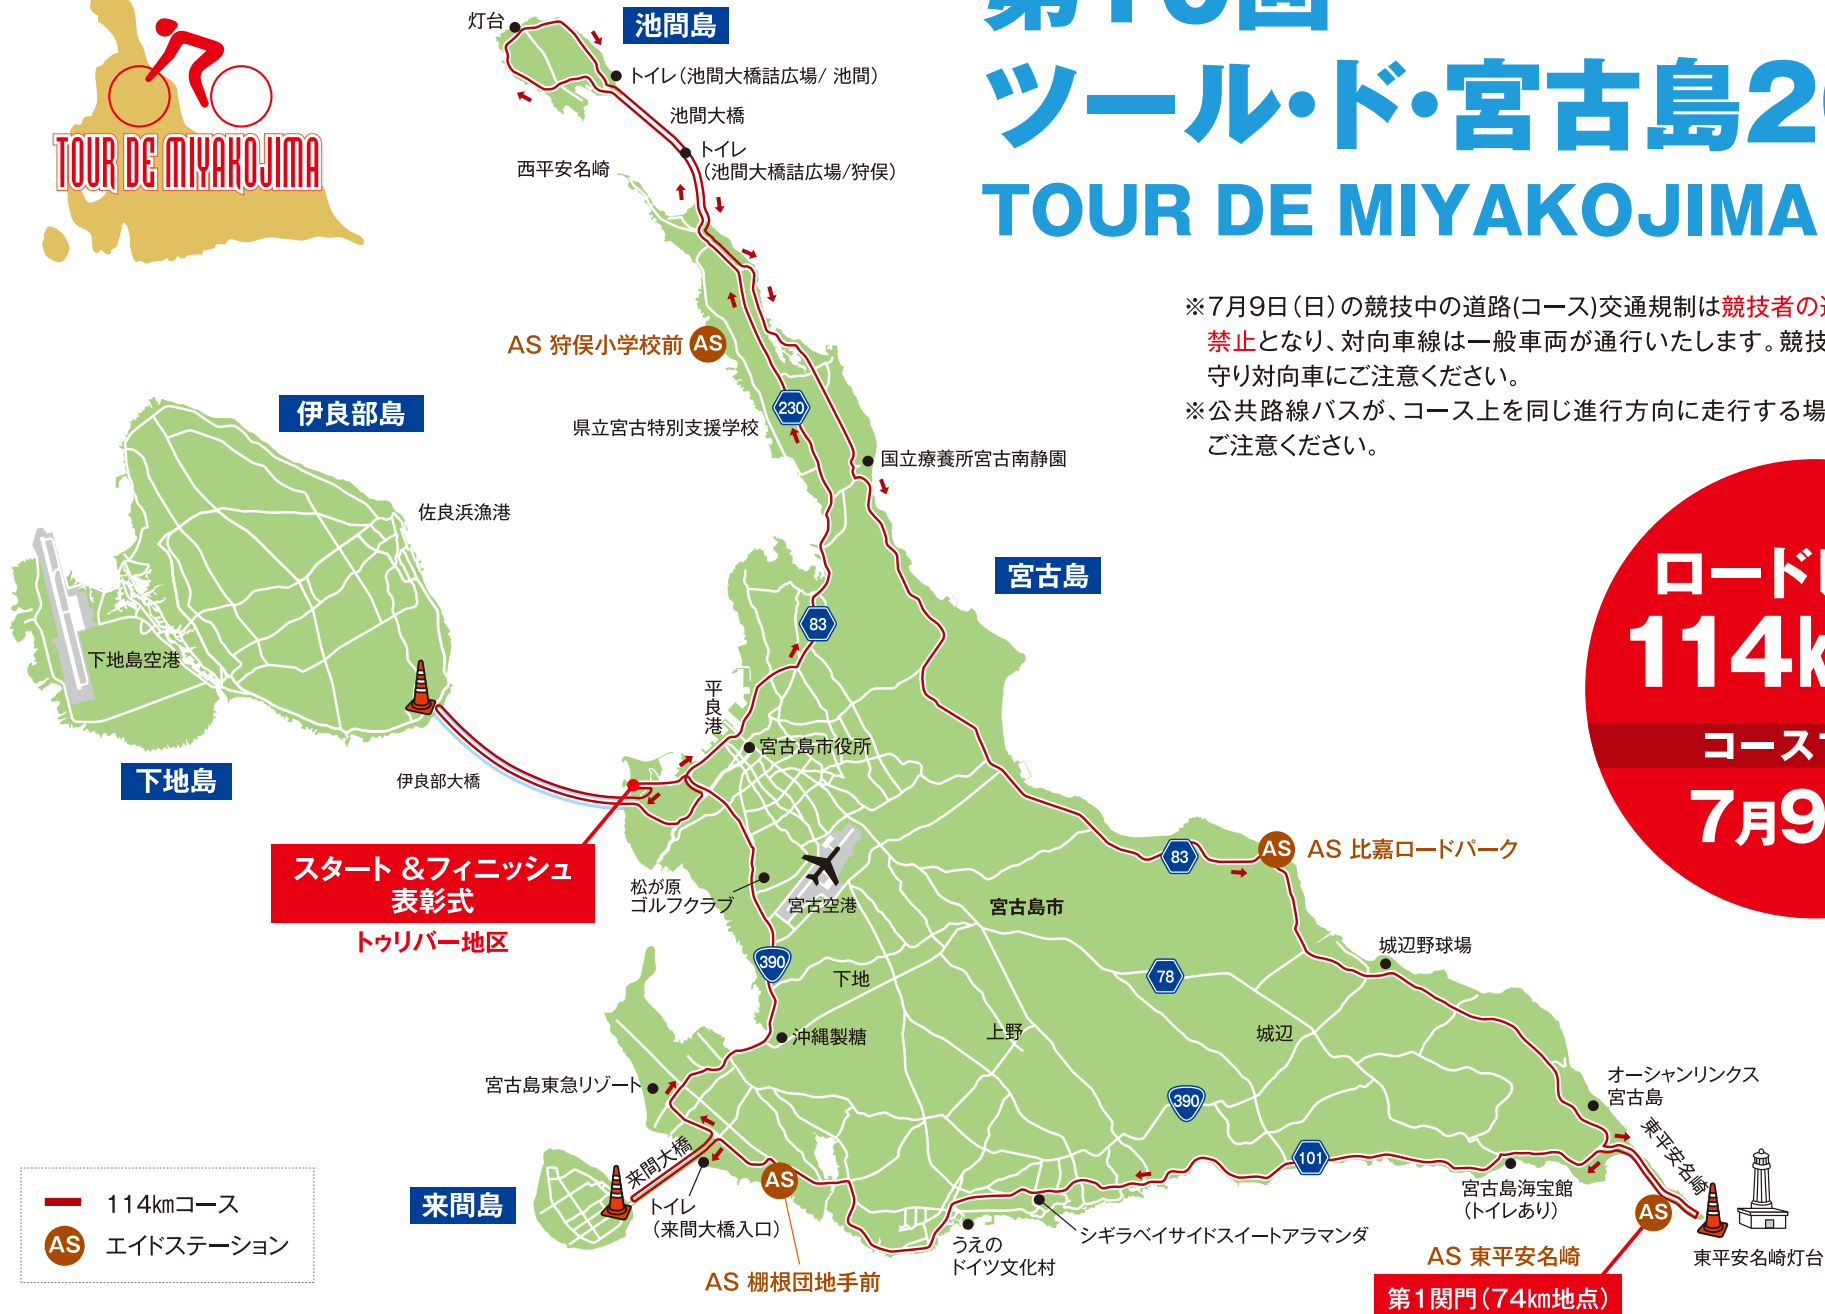 TOUR DE MIYAKOJIMA
ツール・ド・宮古島2
TOUR DE MIYAKOJIMA
※7月9日(日)の競技中の道路(コース)交通規制は競技者の
禁止となり、対向車線は一般車両が通行いたします。競技
守り対向車にご注意ください。
※公共路線バスが、コース上を同じ進行方向に走行する場
ご注意ください。
ロード
114k
コース
7月9
池間島
灯台
トイレ(池間大橋詰広場/ 池間)
池間大橋
トイレ
(池間大橋詰広場/狩俣)
西平安名崎
AS 狩俣小学校前
AS
230
県立宮古特別支援学校
国立療養所宮古南静園
伊良部島
佐良浜漁港
宮古島
83
下地島空港
平良港
宮古島市役所
下地島
伊良部大橋
スタート &フィニッシュ
表彰式
トゥリバー地区
松が原
ゴルフクラブ
宮古空港
宮古島市
83
AS
AS 比嘉ロードパーク
城辺野球場
390
下地
78
沖縄製糖
上野
城辺
宮古島東急リゾート
オーシャンリンクス
宮古島
390
東平安名崎
来間大橋
101
来間島
AS
トイレ
(来間大橋入口)
宮古島海宝館
(トイレあり)
AS
シギラベイサイドスイートアラマンダ
うえの
ドイツ文化村
AS 棚根団地手前
AS 東平安名崎
東平安名崎灯台
第1関門(74km地点)
114kmコース
AS
エイドステーション